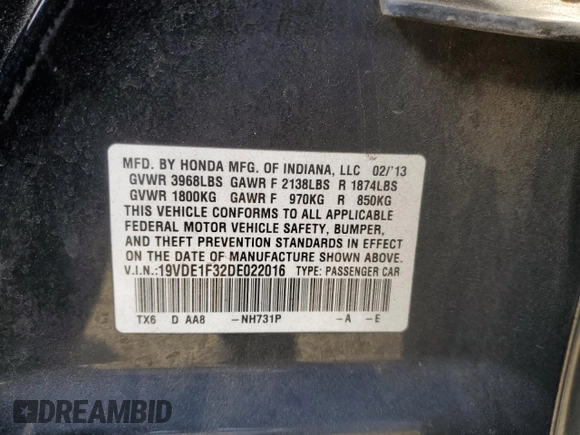 MFD. BY HONDA MFG. OF INDIANA, LLC 02/'13
GVWR 3968LBS GAWR F 2138LBS R 1874LBS
GVWR 1800KG GAWR F 970KG R 850KG
THIS VEHICLE CONFORMS TO ALL APPLICABLE
FEDERAL MOTOR VEHICLE SAFETY, BUMPER,
AND THEFT PREVENTION STANDARDS IN EFFECT
ON THE DATE OF MANUFACTURE SHOWN ABOVE.
V.I.N.:19VDE1F32DE022016 TYPE: PASSENGER CAR
TX6 D AA8 -NH731P -A -E
DREAMBID